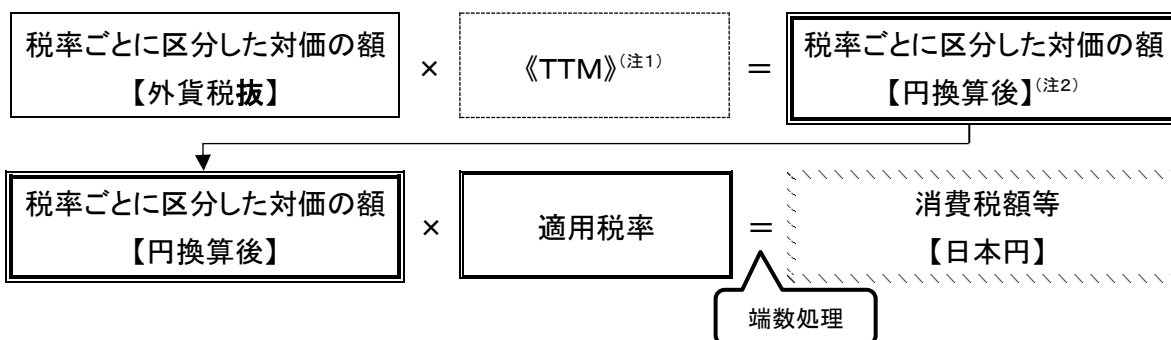 税率ごとに区分した対価の額
【外貨税抜】
×
《TTM》(注1)
＝
税率ごとに区分した対価の額
【円換算後】(注2)
税率ごとに区分した対価の額
【円換算後】
×
適用税率
＝
消費税額等
【日本円】
端数処理